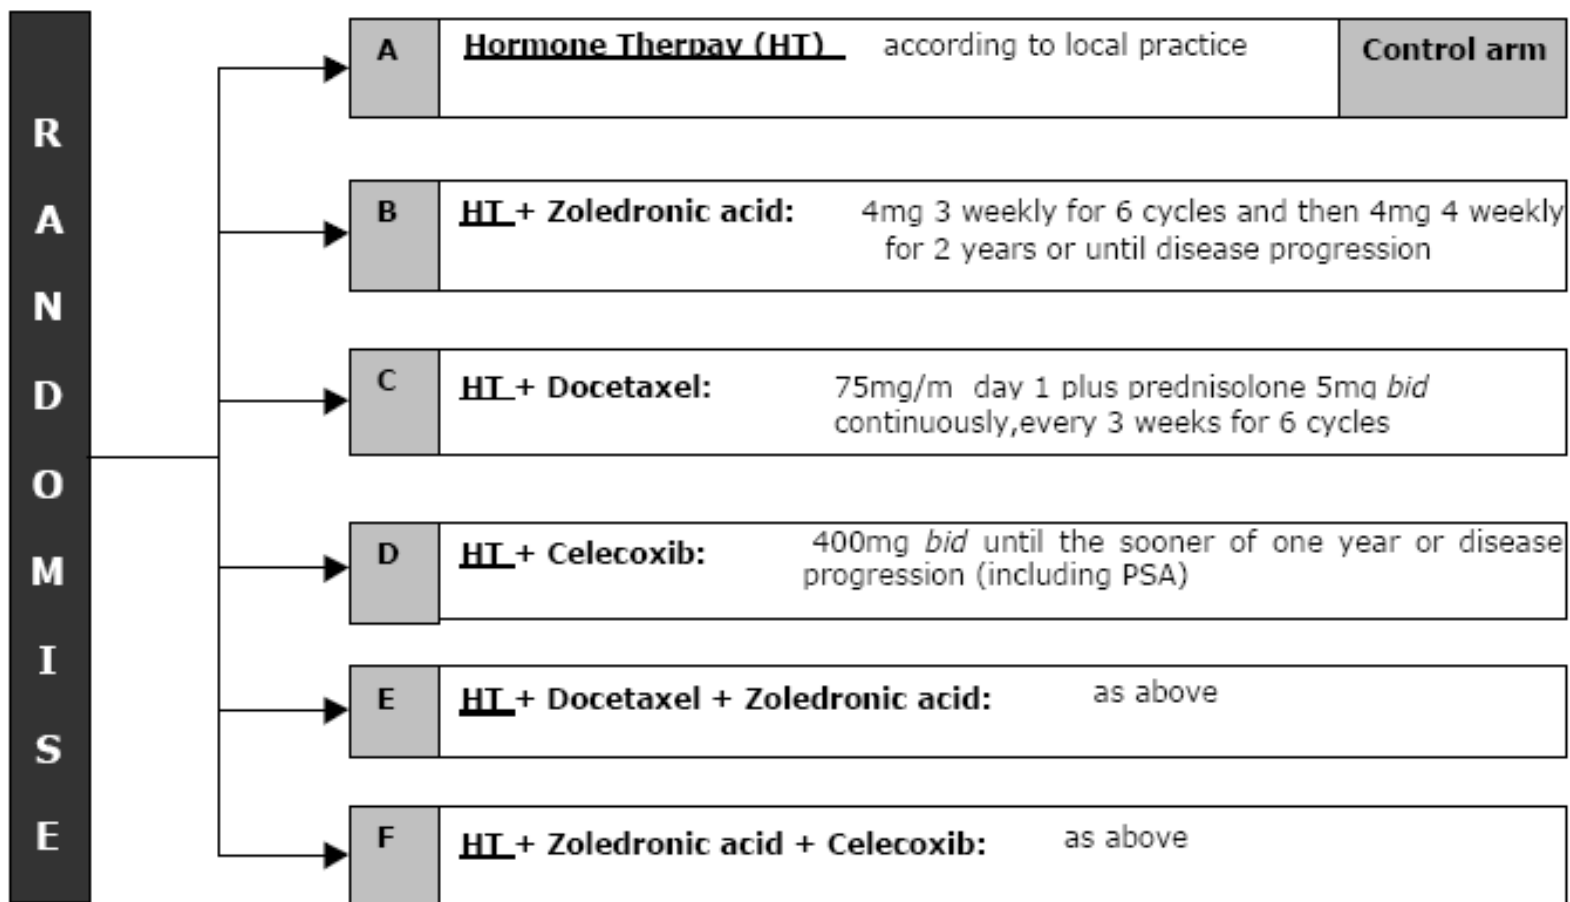 RANDOMISE
A Hormone Therpay (HT) according to local practice Control arm
B HT + Zoledronic acid: 4mg 3 weekly for 6 cycles and then 4mg 4 weekly
for 2 years or until disease progression
C HT + Docetaxel: 75mg/m day 1 plus prednisolone 5mg bid
continuously,every 3 weeks for 6 cycles
D HT + Celecoxib: 400mg bid until the sooner of one year or disease
progression (including PSA)
E HT + Docetaxel + Zoledronic acid: as above
F HT + Zoledronic acid + Celecoxib: as above